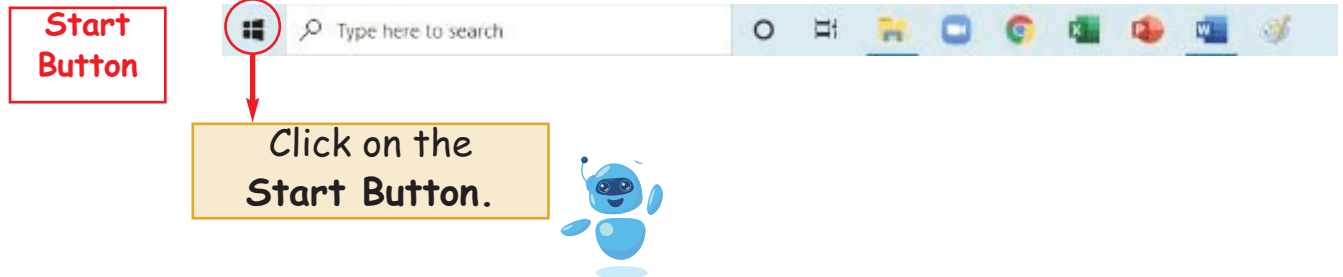 Start
Button
Type here to search
Click on the
Start Button.